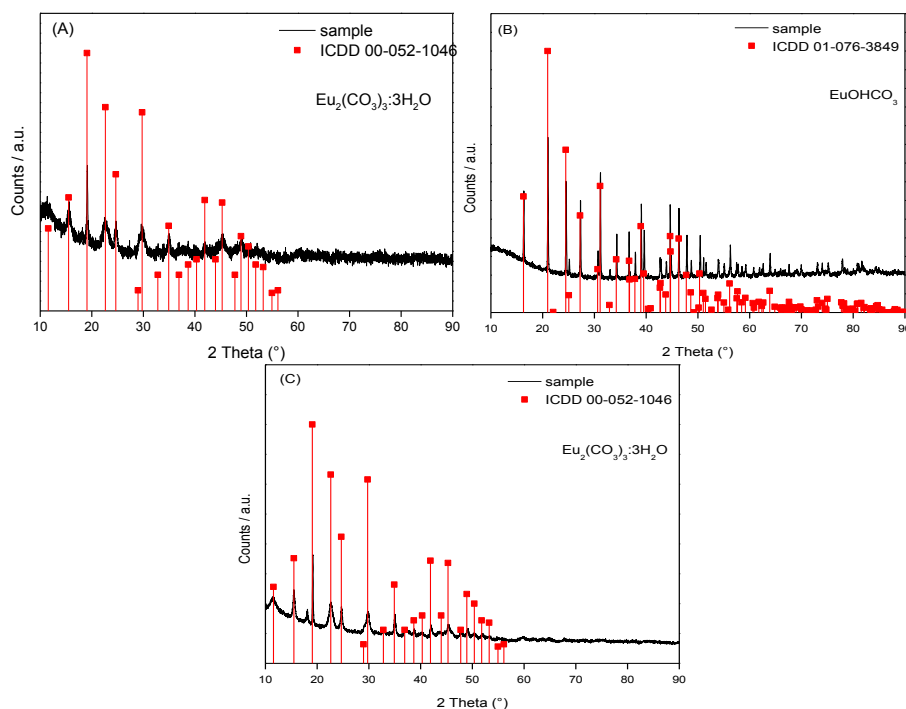 (A)
sample
ICDD 00-052-1046
Eu₂(CO₃)₃:3H₂O
Counts / a.u.
10 20 30 40 50 60 70 80 90
2 Theta (°)
(B)
sample
ICDD 01-076-3849
EuOHCO₃
Counts / a.u.
10 20 30 40 50 60 70 80 90
2 Theta (°)
(C)
sample
ICDD 00-052-1046
Eu₂(CO₃)₃:3H₂O
Counts / a.u.
10 20 30 40 50 60 70 80 90
2 Theta (°)